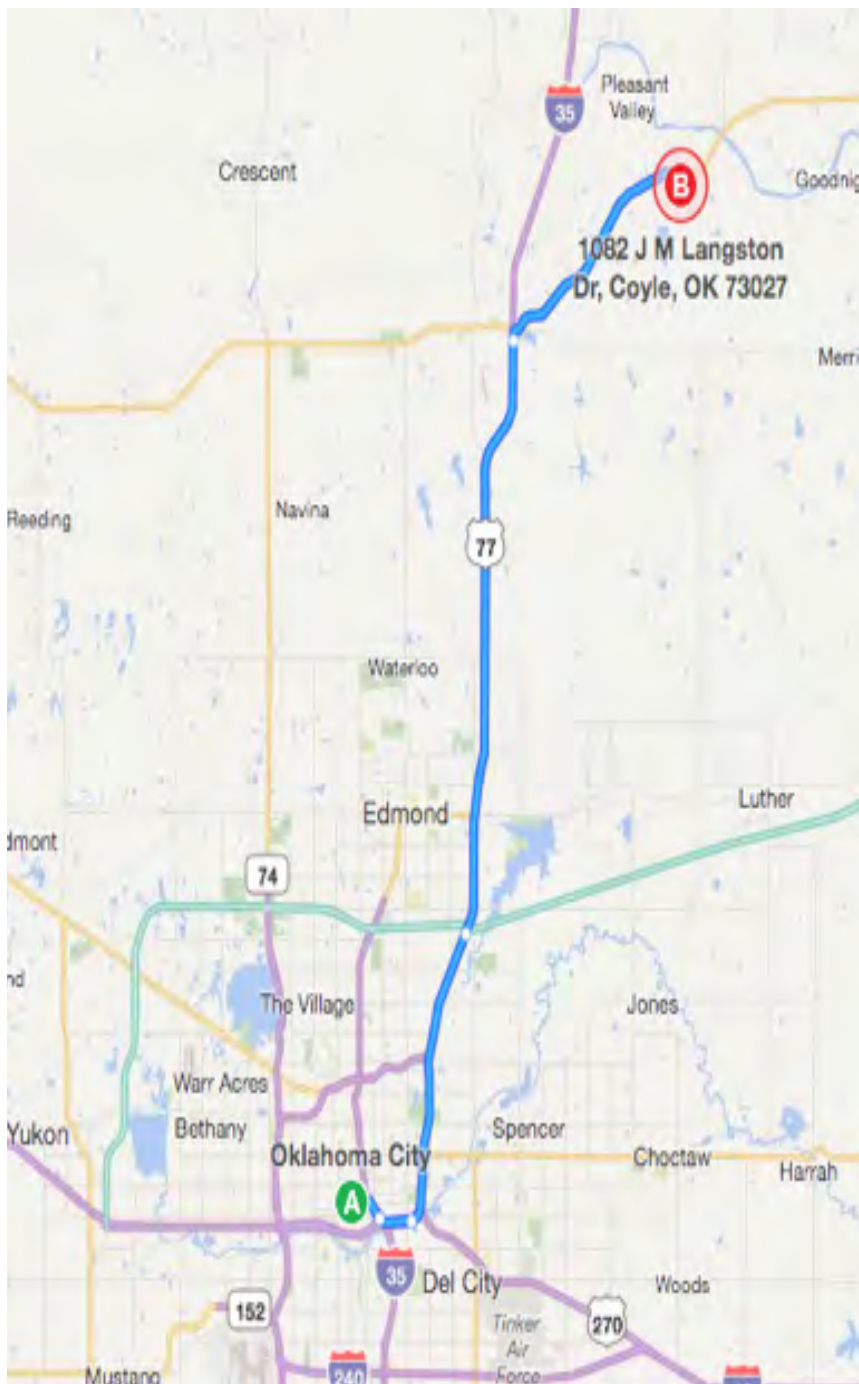 Pleasant
Valley
35
Crescent
B
Goodnig
1082 J M Langston
Dr, Coyle, OK 73027
Merri
Reeding
Navina
77
Waterloo
Edmond
Luther
dmont
74
nd
The Village
Jones
Warr Acres
Yukon
Bethany
Spencer
Oklahoma City
Choctaw
Harrah
A
35
Del City
Woods
152
Tinker
Air
Force
270
Mustang
240